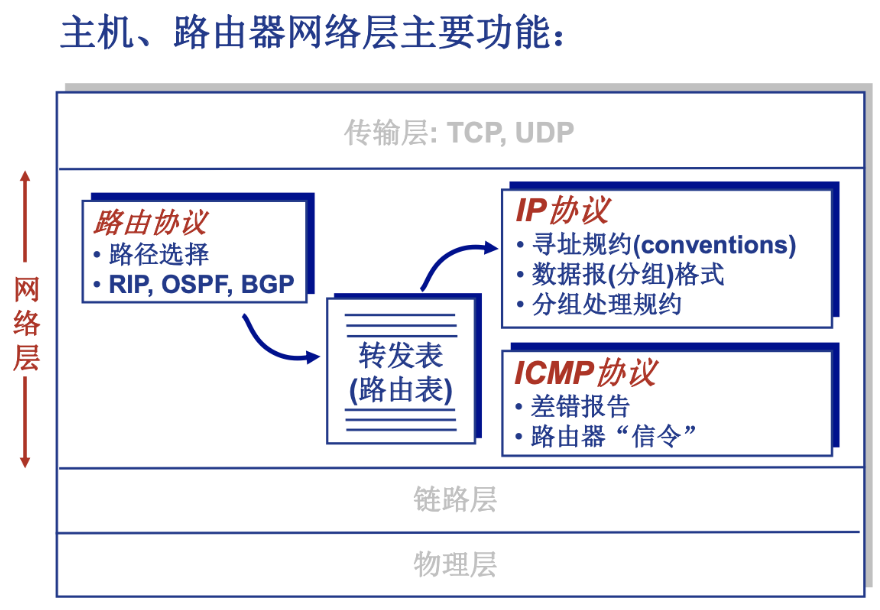 主机、路由器网络层主要功能：
传输层: TCP, UDP
网络层
路由协议
• 路径选择
• RIP, OSPF, BGP
转发表
(路由表)
IP协议
• 寻址规约(conventions)
• 数据报(分组)格式
• 分组处理规约
ICMP协议
• 差错报告
• 路由器“信令”
链路层
物理层